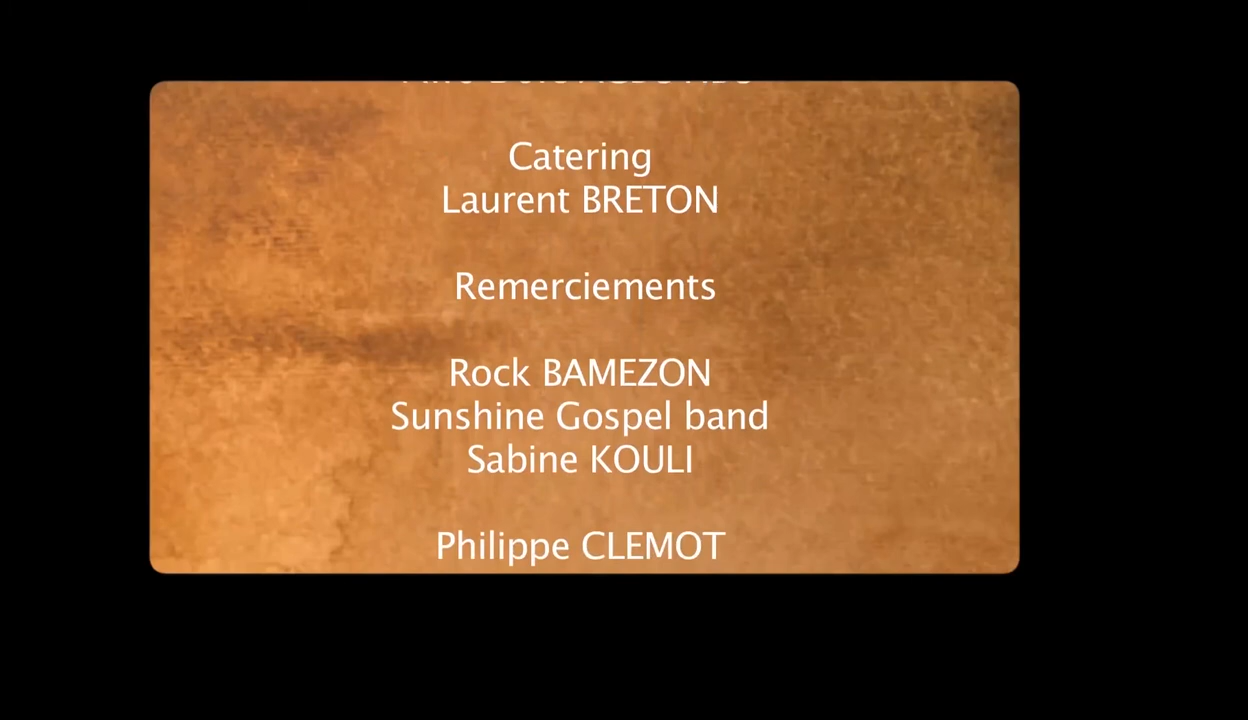 Catering
Laurent BRETON
Remerciements
Rock BAMEZON
Sunshine Gospel band
Sabine KOULI
Philippe CLEMOT